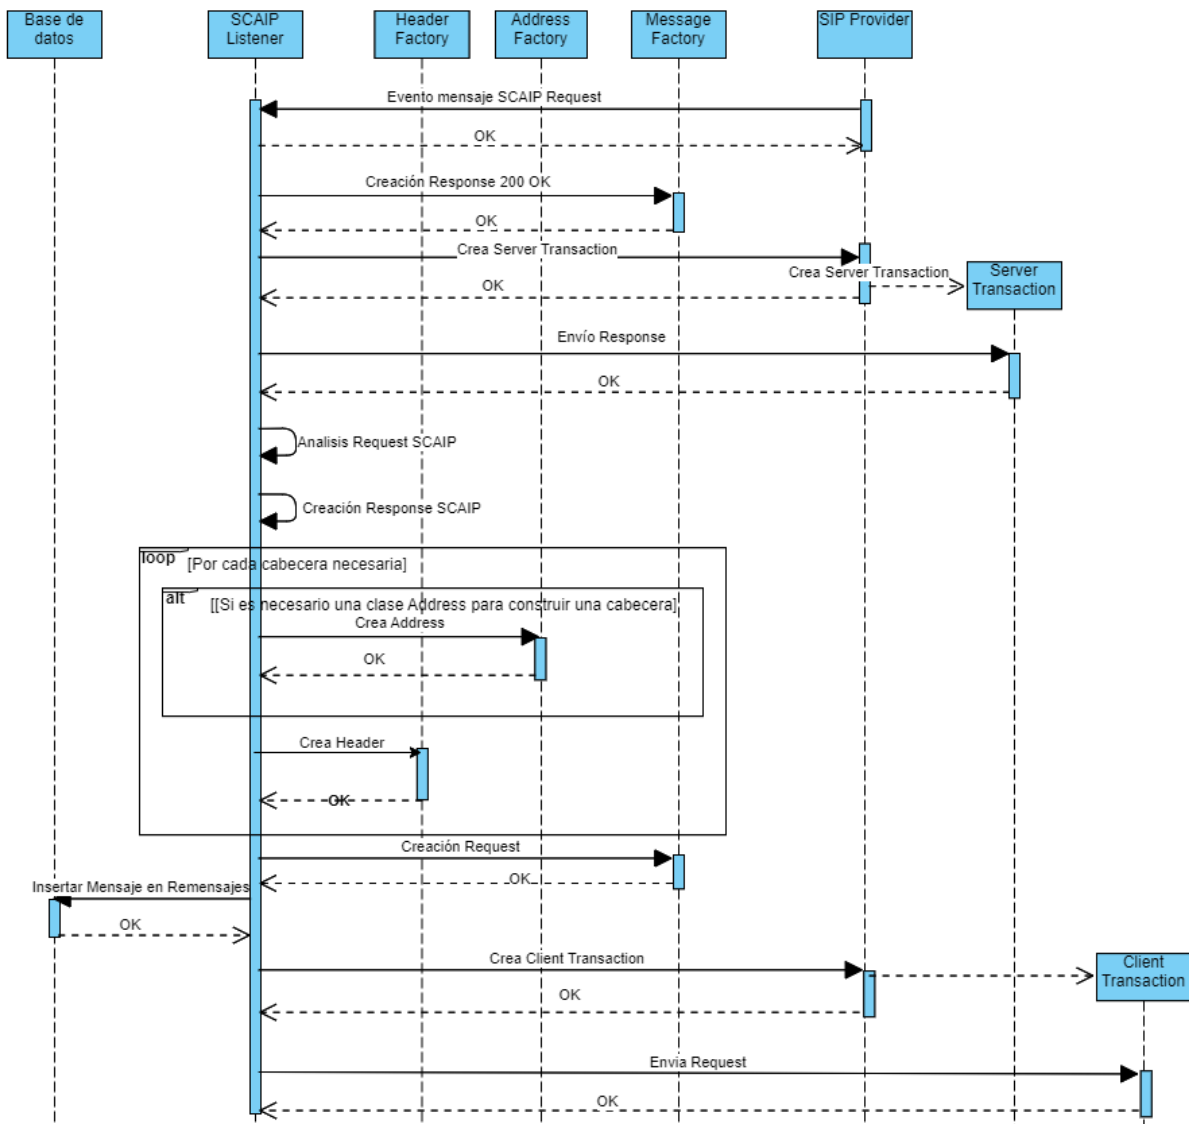 Base de
datos
SCAIP
Listener
Header
Factory
Address
Factory
Message
Factory
SIP Provider
Evento mensaje SCAIP Request
OK
Creación Response 200 OK
OK
Crea Server Transaction
Crea Server Transaction
Server
Transaction
OK
Envío Response
OK
Analisis Request SCAIP
Creación Response SCAIP
loop
[Por cada cabecera necesaria]
alt
[[Si es necesario una clase Address para construir una cabecera]
Crea Address
OK
Crea Header
OK
Creación Request
OK
Insertar Mensaje en Remensajes
OK
Crea Client Transaction
Client
Transaction
OK
Envia Request
OK